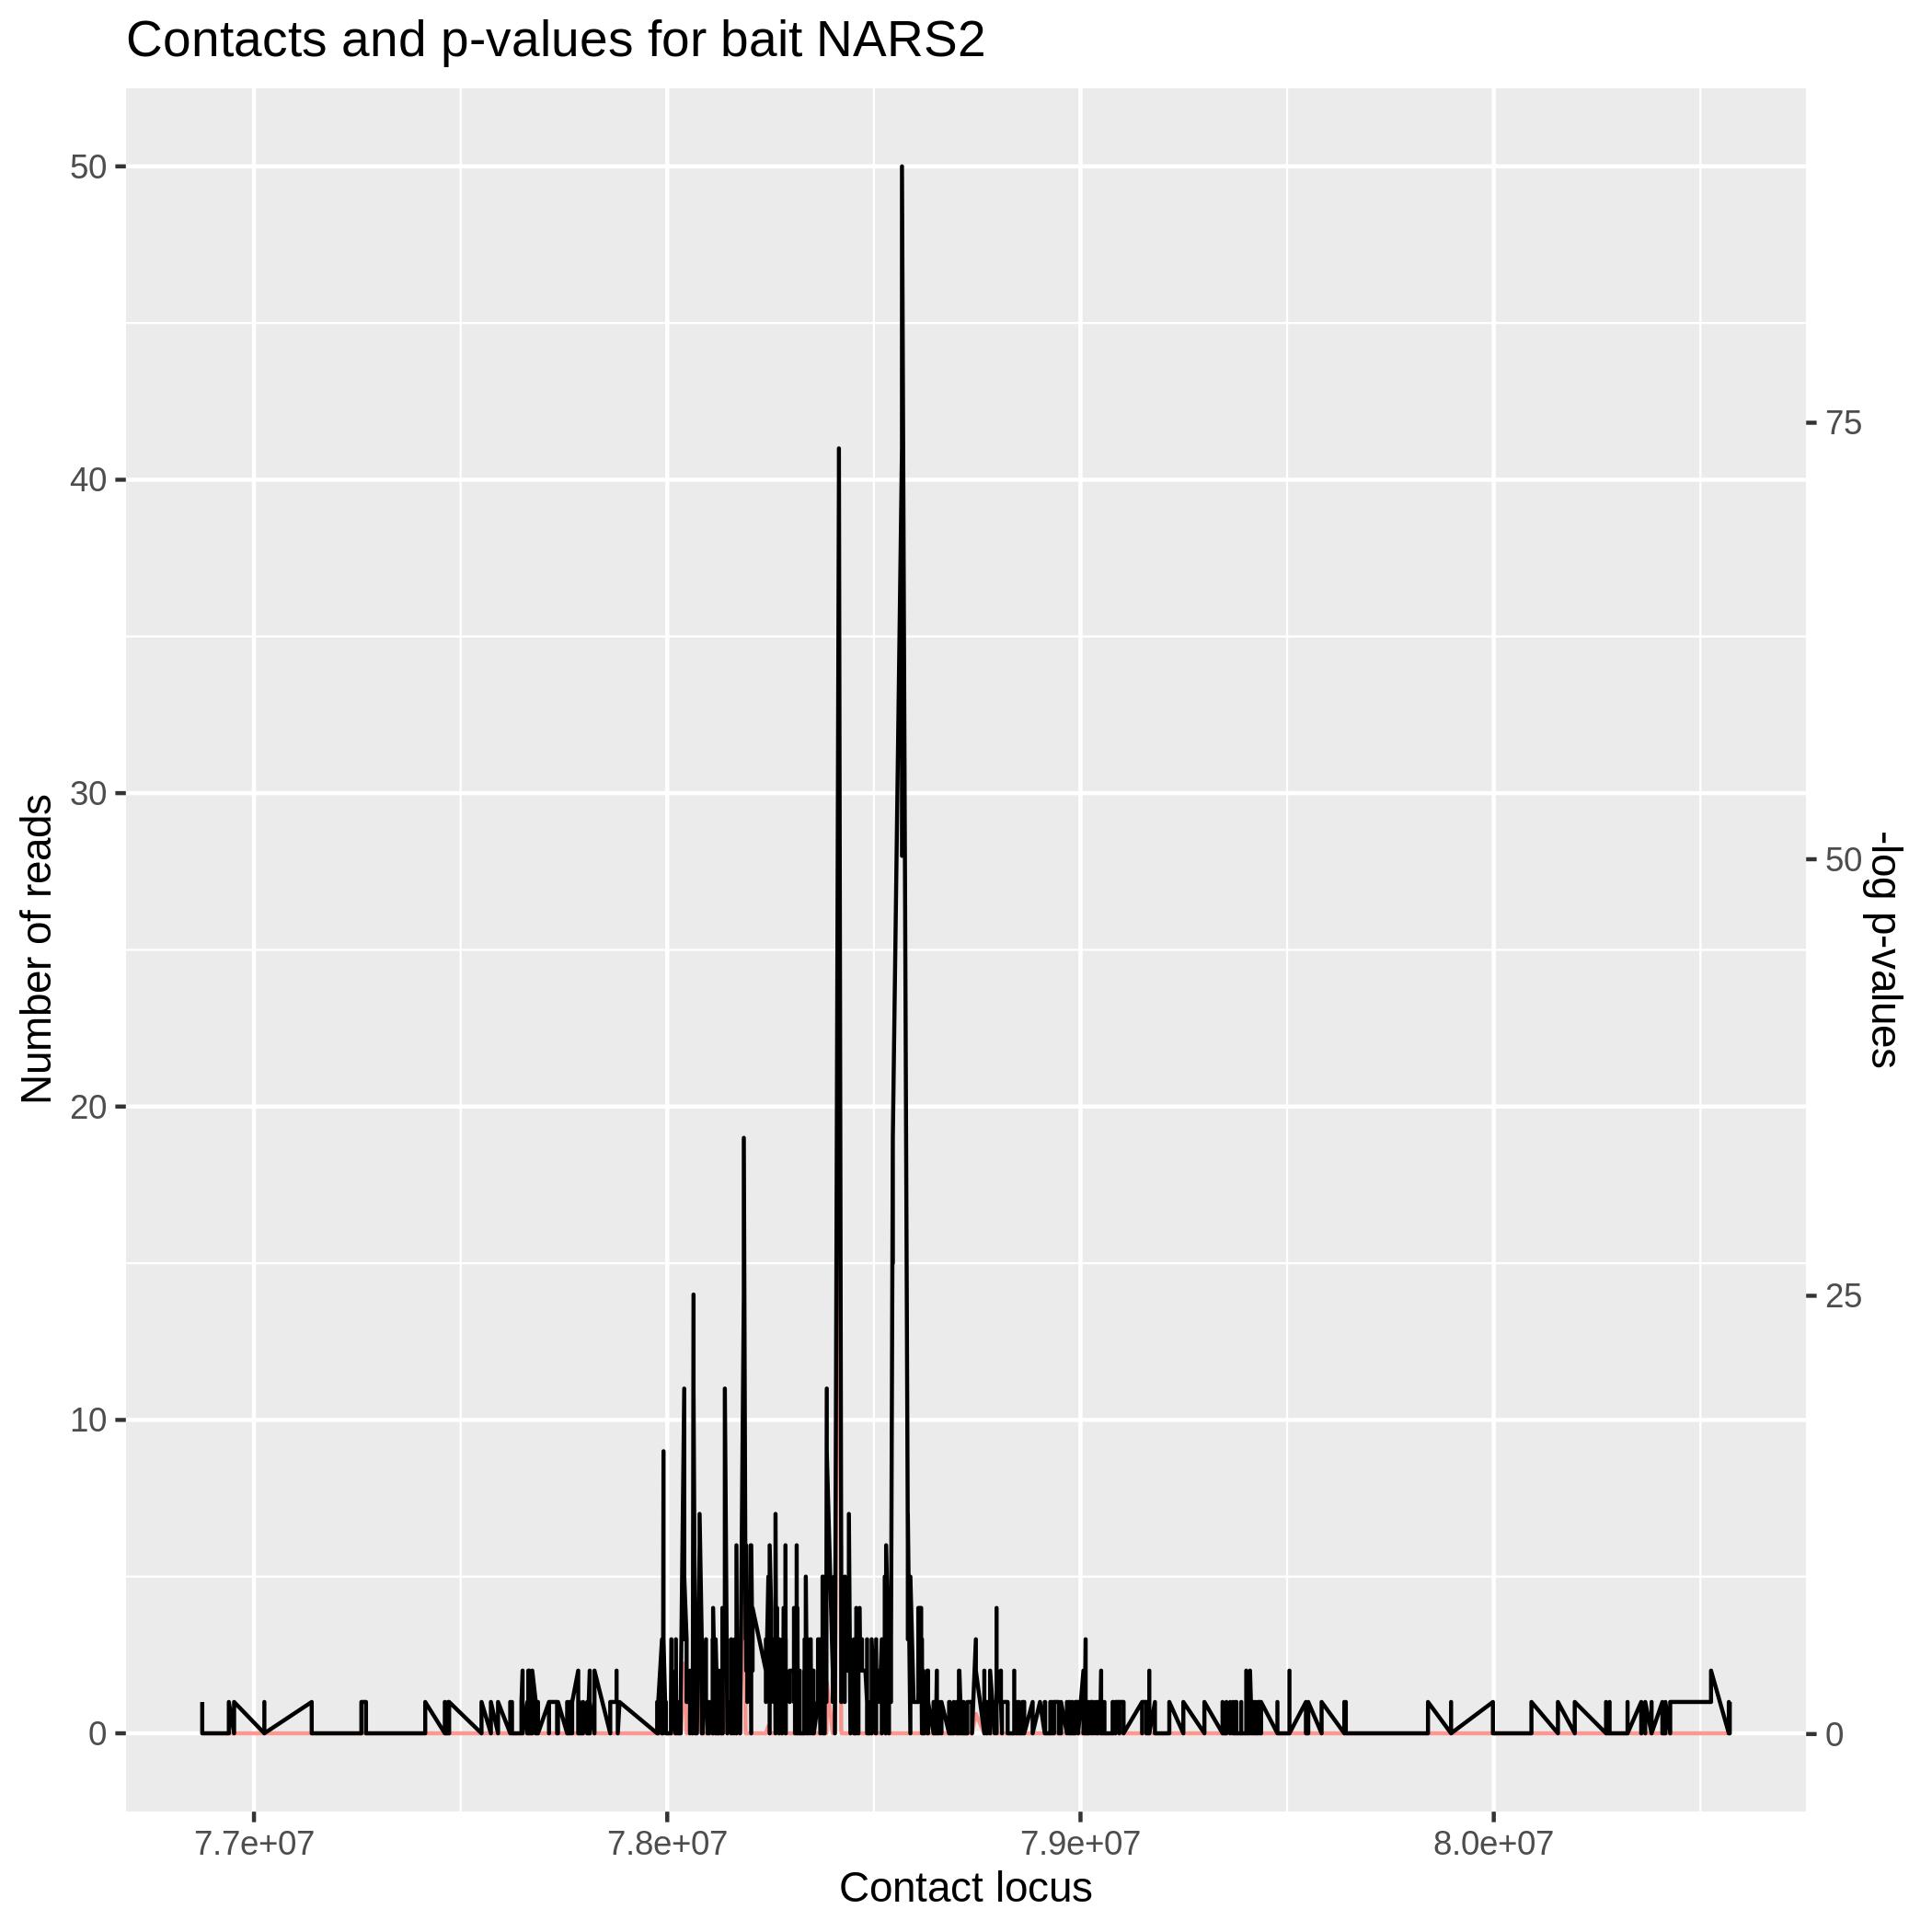 Contacts and p-values for bait NARS2
50
40
30
20
10
0
Number of reads
75
50
25
0
-log p-values
7.7e+07
7.8e+07
7.9e+07
8.0e+07
Contact locus